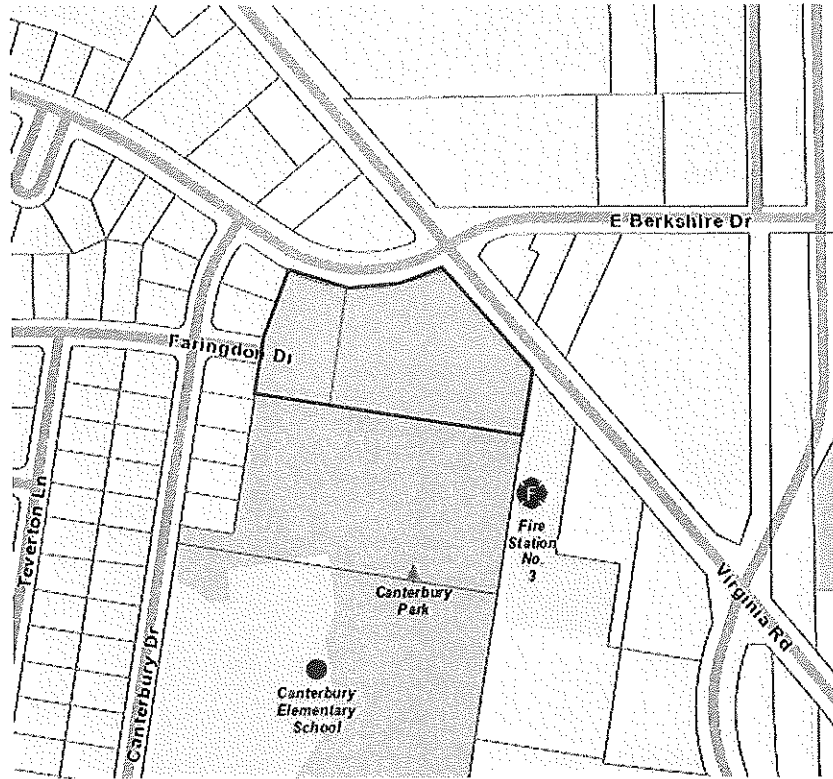 E Berkshire Dr
Faringdon Dr
F
Fire
Station
No.
3
Teverton Ln
Canterbury
Park
Virginia Rd
Canterbury Dr
Canterbury
Elementary
School